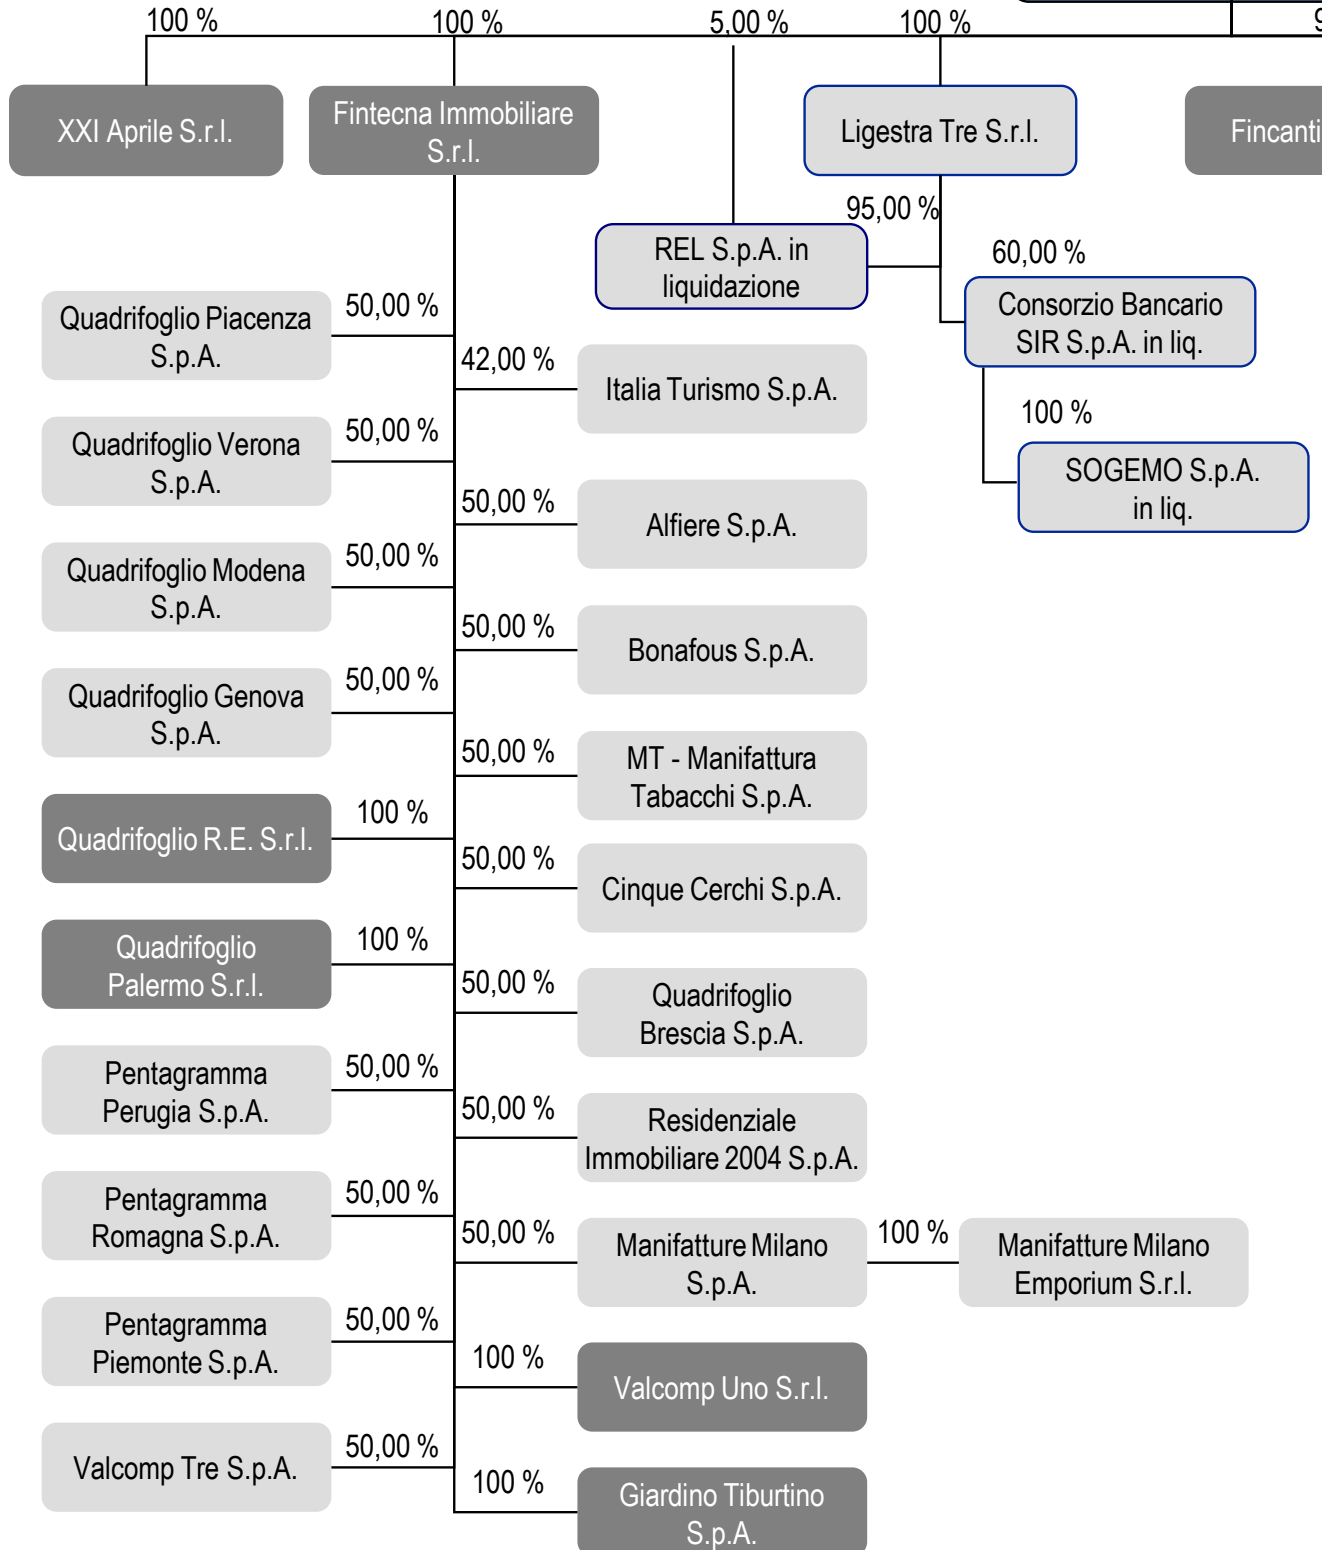 100 %
100 %
5,00 %
100 %
9
XXI Aprile S.r.l.
Fintecna Immobiliare
S.r.l.
Ligestra Tre S.r.l.
Fincanti
95,00 %
REL S.p.A. in
liquidazione
60,00 %
Consorzio Bancario
SIR S.p.A. in liq.
100 %
SOGEMO S.p.A.
in liq.
Quadrifoglio Piacenza
S.p.A.
50,00 %
42,00 %
Italia Turismo S.p.A.
Quadrifoglio Verona
S.p.A.
50,00 %
50,00 %
Alfiere S.p.A.
Quadrifoglio Modena
S.p.A.
50,00 %
50,00 %
Bonafous S.p.A.
Quadrifoglio Genova
S.p.A.
50,00 %
50,00 %
MT - Manifattura
Tabacchi S.p.A.
Quadrifoglio R.E. S.r.l.
100 %
50,00 %
Cinque Cerchi S.p.A.
Quadrifoglio
Palermo S.r.l.
100 %
50,00 %
Quadrifoglio
Brescia S.p.A.
Pentagramma
Perugia S.p.A.
50,00 %
50,00 %
Residenziale
Immobiliare 2004 S.p.A.
Pentagramma
Romagna S.p.A.
50,00 %
50,00 %
Manifatture Milano
S.p.A.
100 %
Manifatture Milano
Emporium S.r.l.
Pentagramma
Piemonte S.p.A.
50,00 %
100 %
Valcomp Uno S.r.l.
Valcomp Tre S.p.A.
50,00 %
100 %
Giardino Tiburtino
S.p.A.